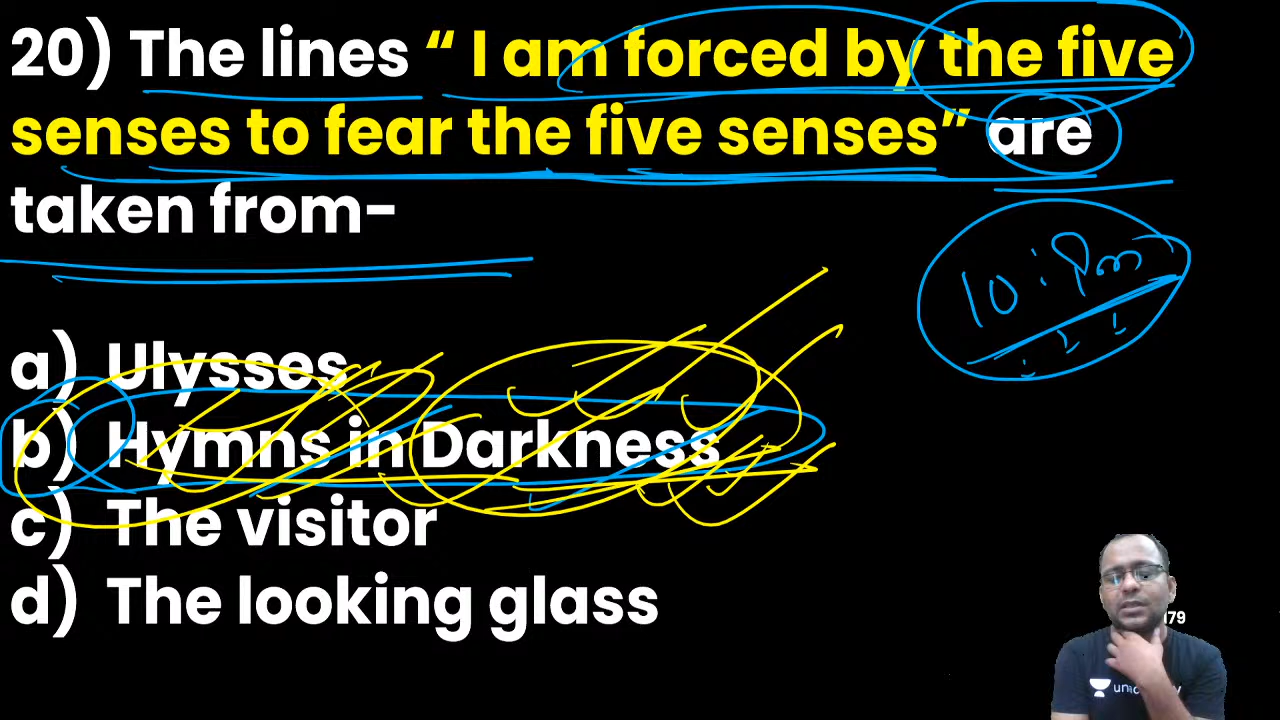 20) The lines “ I am forced by the five
senses to fear the five senses” are
taken from-
10:Pm
a) Ulysses
b) Hymns in Darkness
c) The visitor
d) The looking glass
179